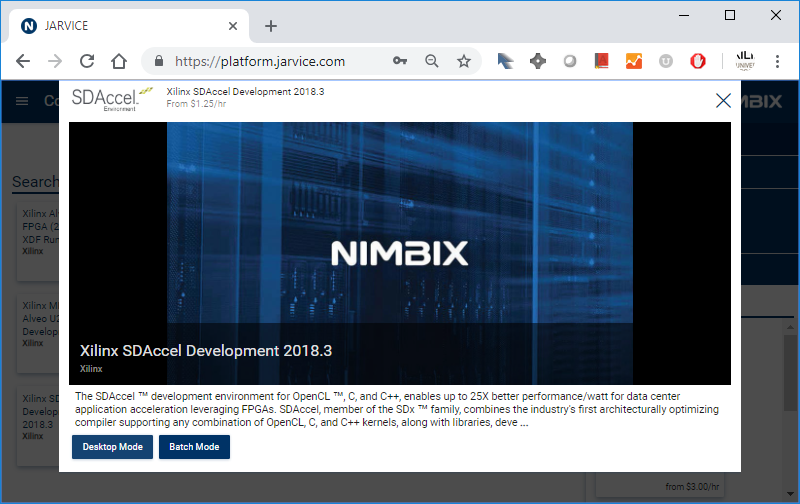 JARVICE
https://platform.jarvice.com
SDAccel
Environment
Xilinx SDAccel Development 2018.3
From $1.25/hr
NIMBIX
Co
Search
Xilinx Al
FPGA (2
XDF Run
Xilinx
Xilinx M
Alveo U2
Develop
Xilinx
Xilinx SD
Develop
2018.3
Xilinx
NIMBIX
Xilinx SDAccel Development 2018.3
Xilinx
The SDAccel ™ development environment for OpenCL ™, C, and C++, enables up to 25X better performance/watt for data center
application acceleration leveraging FPGAs. SDAccel, member of the SDx ™ family, combines the industry's first architecturally optimizing
compiler supporting any combination of OpenCL, C, and C++ kernels, along with libraries, deve ...
Desktop Mode
Batch Mode
from $3.00/hr